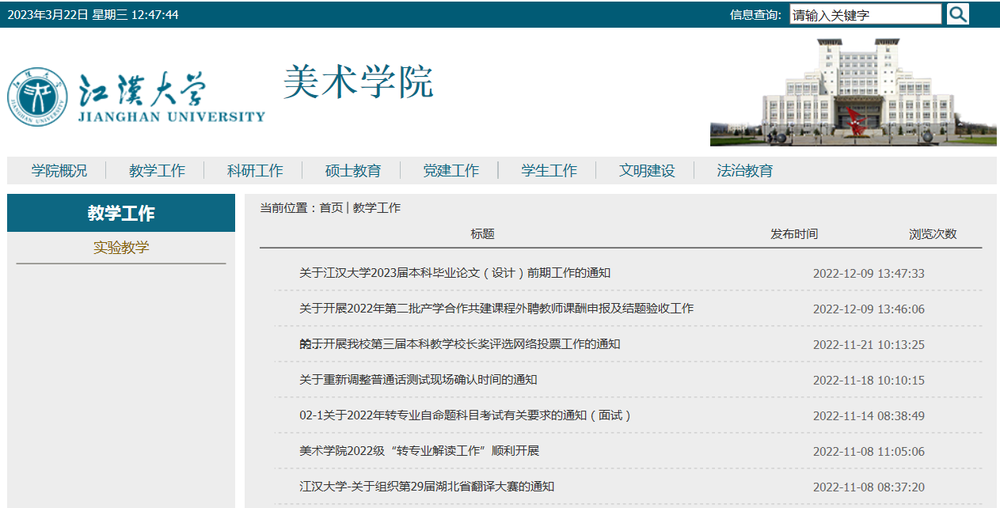 2023年3月22日 星期三 12:47:44
信息查询:
请输入关键字
江漢大学
JIANGHAN UNIVERSITY
美术学院
学院概况
教学工作
科研工作
硕士教育
党建工作
学生工作
文明建设
法治教育
教学工作
实验教学
当前位置：首页 | 教学工作
标题 发布时间 浏览次数
关于江汉大学2023届本科毕业论文（设计）前期工作的通知 2022-12-09 13:47:33
关于开展2022年第二批产学合作共建课程外聘教师课酬申报及结题验收工作 2022-12-09 13:46:06
的...
关于开展我校第三届本科教学校长奖评选网络投票工作的通知 2022-11-21 10:13:25
关于重新调整普通话测试现场确认时间的通知 2022-11-18 10:10:15
02-1关于2022年转专业自命题科目考试有关要求的通知（面试） 2022-11-14 08:38:49
美术学院2022级“转专业解读工作”顺利开展 2022-11-08 11:05:06
江汉大学-关于组织第29届湖北省翻译大赛的通知 2022-11-08 08:37:20